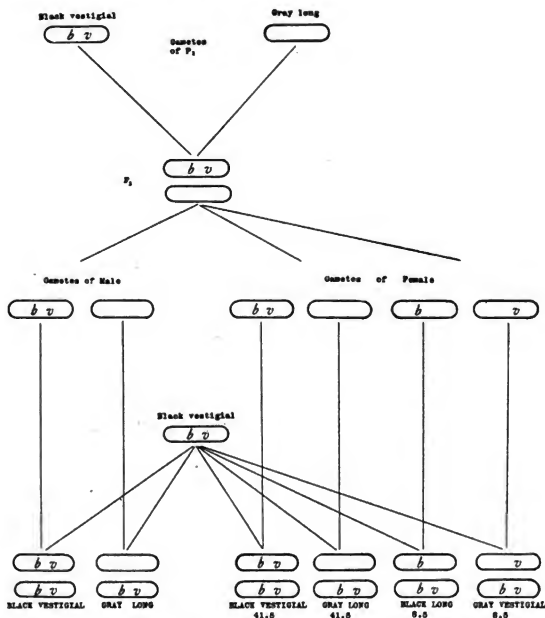 Black vestigial
Gray long
b v
Gametes
of P₁
b v
F₁
Gametes of Male
Gametes of Female
b v
b v
b
v
Black vestigial
b v
b v
b v
b
v
b v
b v
b v
b v
b v
b v
BLACK VESTIGIAL
GRAY LONG
BLACK VESTIGIAL
GRAY LONG
BLACK LONG
GRAY VESTIGIAL
41.5
41.5
8.5
8.5